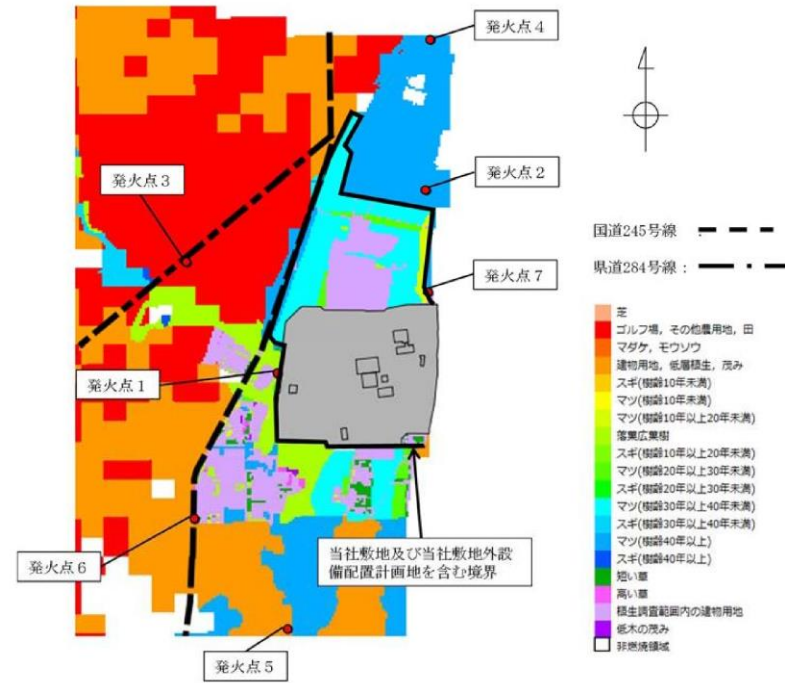 発火点4
発火点3
発火点2
国道245号線
発火点7
県道284号線：
芝
ゴルフ場，その他農用地，田
マダケ，モウソウ
建物用地，低層植生，茂み
スギ(樹齢10年未満)
発火点1
マツ(樹齢10年未満)
マツ(樹齢10年以上20年未満)
落葉広葉樹
スギ(樹齢10年以上20年未満)
マツ(樹齢20年以上30年未満)
スギ(樹齢20年以上30年未満)
マツ(樹齢30年以上40年未満)
スギ(樹齢30年以上40年未満)
マツ(樹齢40年以上)
スギ(樹齢40年以上)
短い草
高い草
植生調査範囲内の建物用地
低木の茂み
非燃焼領域
当社敷地及び当社敷地外設
備配置計画地を含む境界
発火点6
発火点5